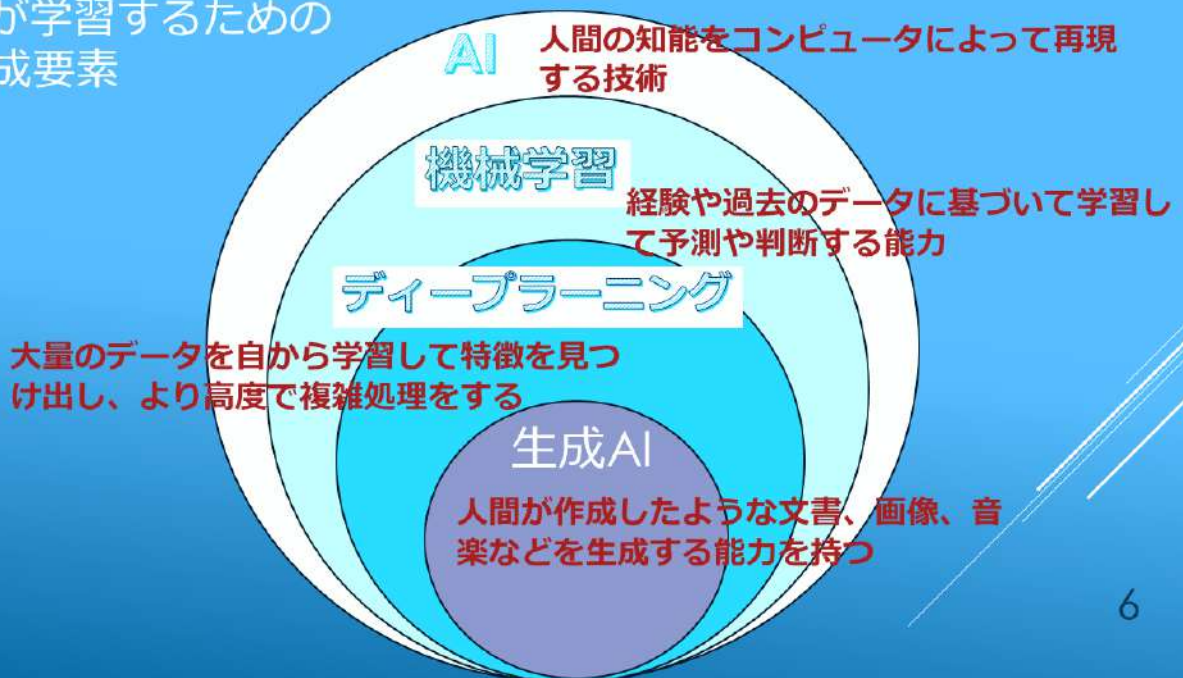 が学習するための
成要素
AI
人間の知能をコンピュータによって再現
する技術
機械学習
経験や過去のデータに基づいて学習し
て予測や判断する能力
ディープラーニング
大量のデータを自から学習して特徴を見つ
け出し、より高度で複雑処理をする
生成AI
人間が作成したような文書、画像、音
楽などを生成する能力を持つ
6